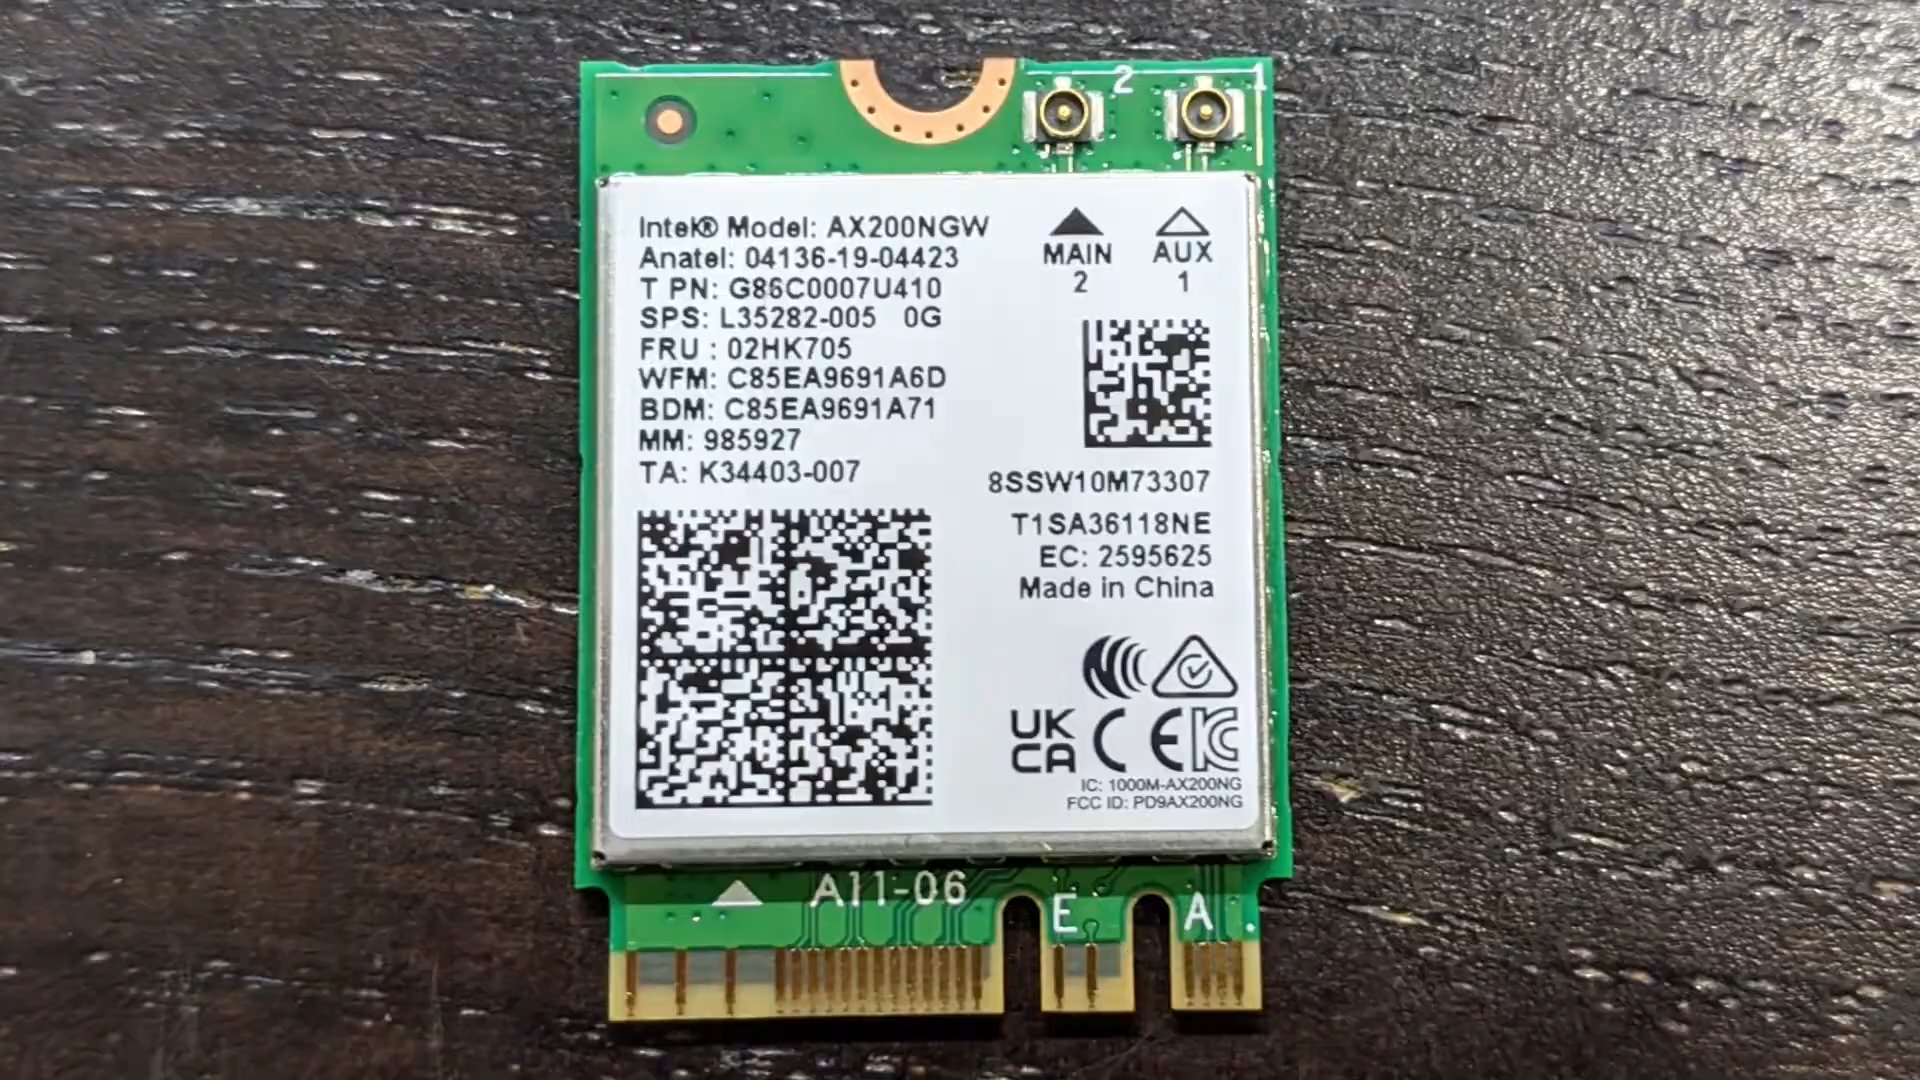 2 1
Intel® Model: AX200NGW
Anatel: 04136-19-04423
T PN: G86C0007U410
SPS: L35282-005 0G
FRU : 02HK705
WFM: C85EA9691A6D
BDM: C85EA9691A71
MM: 985927
TA: K34403-007
MAIN AUX
2 1
8SSW10M73307
T1SA36118NE
EC: 2595625
Made in China
UK
CA CE KC
IC: 1000M-AX200NG
FCC ID: PD9AX200NG
A11-06
E A